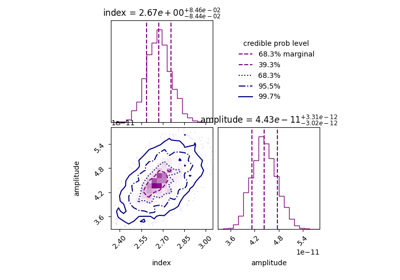 index = 2.67e+00 +8.46e−02 −8.44e−02
credible prob level
68.3% marginal
39.3%
68.3%
95.5%
99.7%
1e−11
amplitude = 4.43e−11 +3.31e−12 −3.02e−12
5.4
4.8
4.2
3.6
amplitude
2.40
2.55
2.70
2.85
3.00
index
3.6
4.2
4.8
5.4
1e−11
amplitude